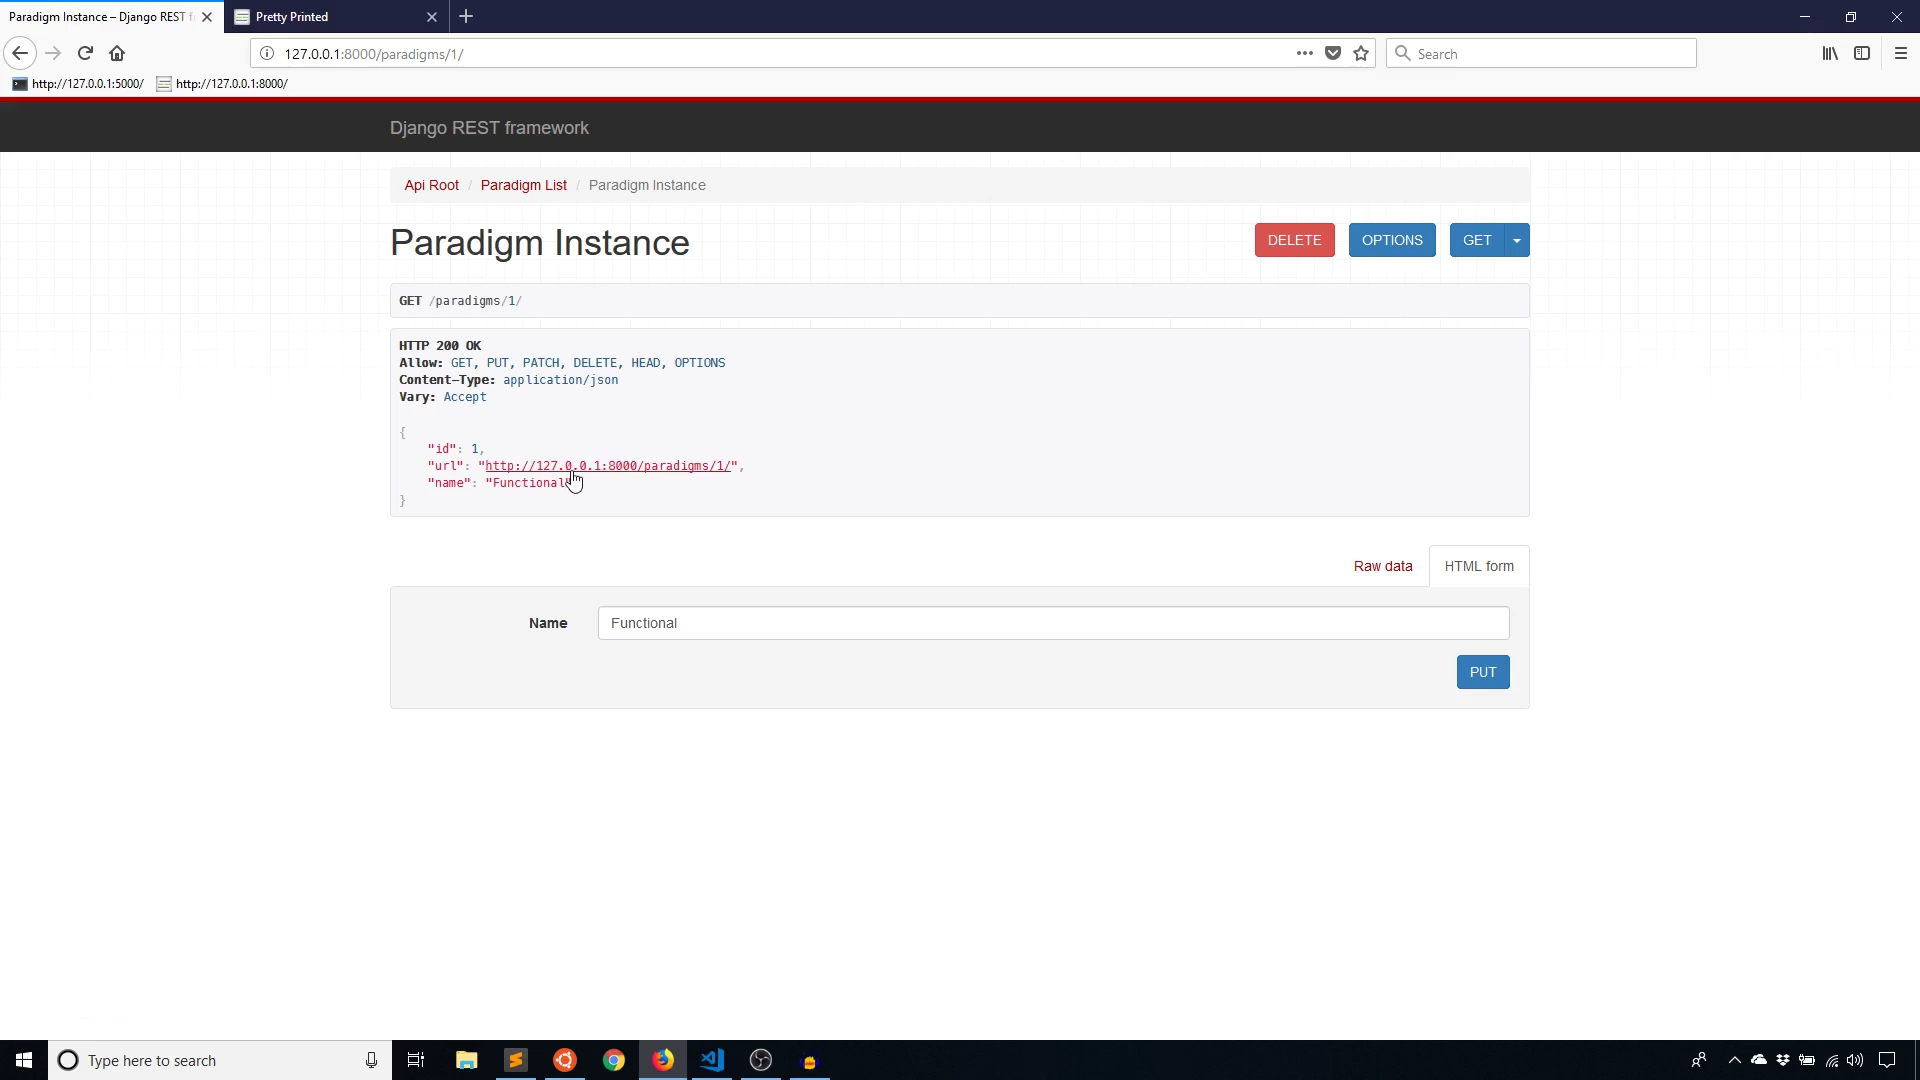 Paradigm Instance – Django REST f
Pretty Printed
127.0.0.1:8000/paradigms/1/
Search
http://127.0.0.1:5000/
http://127.0.0.1:8000/
Django REST framework
Api Root / Paradigm List / Paradigm Instance
Paradigm Instance
DELETE
OPTIONS
GET
GET /paradigms/1/
HTTP 200 OK
Allow: GET, PUT, PATCH, DELETE, HEAD, OPTIONS
Content-Type: application/json
Vary: Accept
{
"id": 1,
"url": "http://127.0.0.1:8000/paradigms/1/",
"name": "Functional"
}
Raw data
HTML form
Name
Functional
PUT
Type here to search